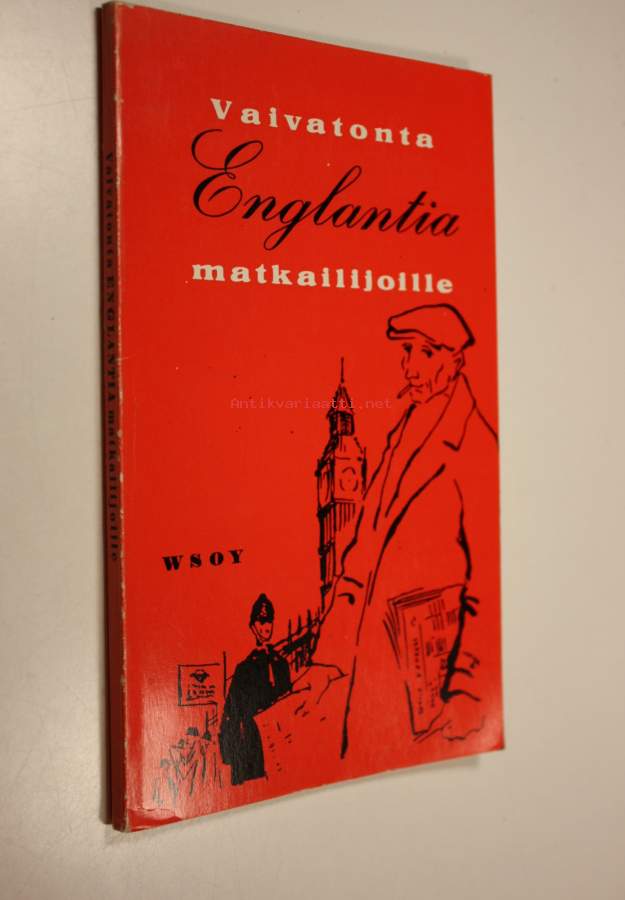 Vaivatonta
Englantia
matkailijoille
Antikvariaatti.net
WSOY
Vaivatonta ENGLANTIA matkailijoille